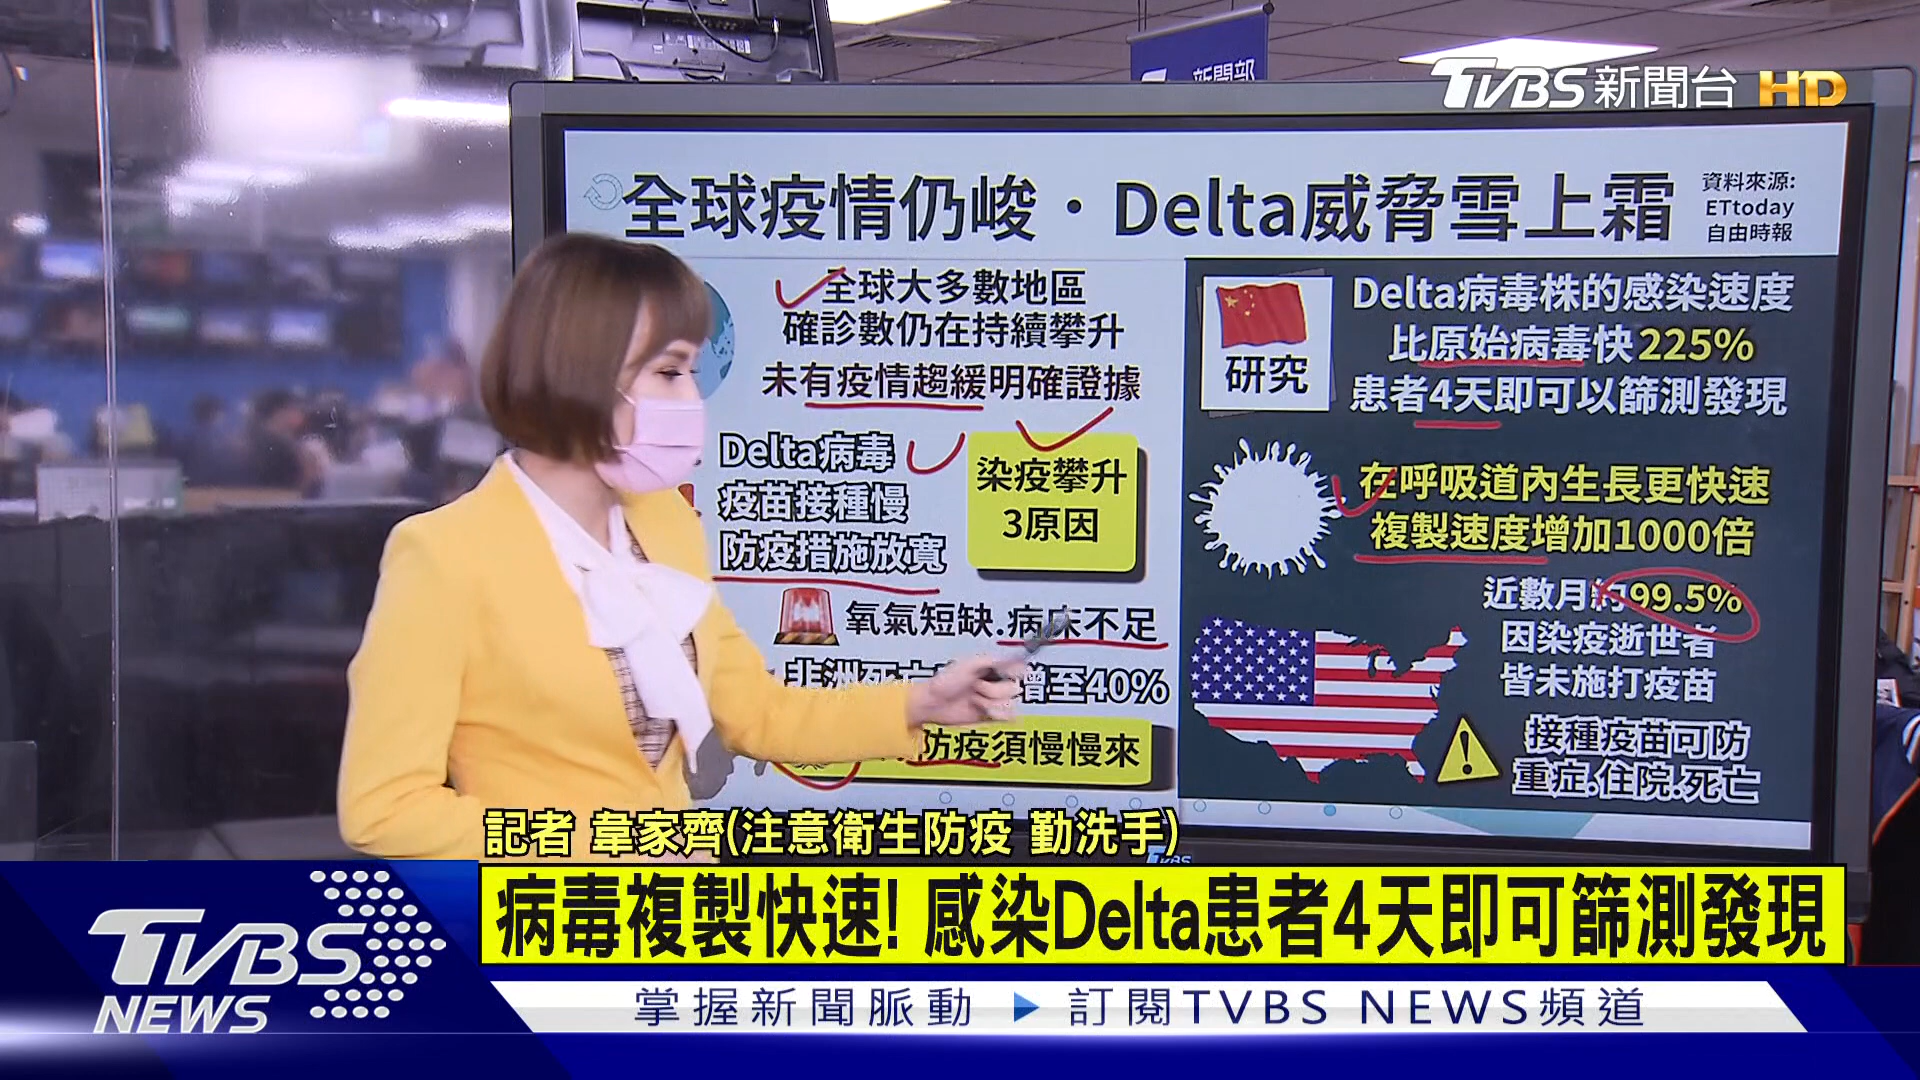 新聞部
TVBS新聞台 HD
全球疫情仍峻・Delta威脅雪上霜
資料來源:
ETtoday
自由時報
全球大多數地區
確診數仍在持續攀升
未有疫情趨緩明確證據
Delta病毒
疫苗接種慢
防疫措施放寬
染疫攀升
3原因
氧氣短缺.病床不足
非洲死亡 增至40%
防疫須慢慢來
研究
Delta病毒株的感染速度
比原始病毒快225%
患者4天即可以篩測發現
在呼吸道內生長更快速
複製速度增加1000倍
近數月約99.5%
因染疫逝世者
皆未施打疫苗
接種疫苗可防
重症.住院.死亡
TVBS
記者 韋家齊(注意衛生防疫 勤洗手)
病毒複製快速! 感染Delta患者4天即可篩測發現
TVBS
NEWS
掌握新聞脈動 ▶ 訂閱TVBS NEWS頻道